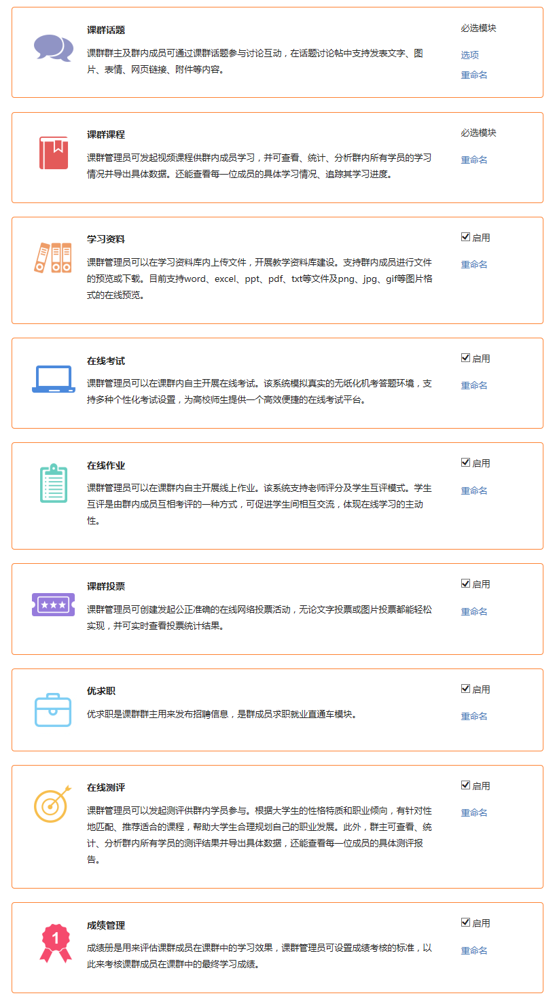 课群话题
必选模块
课群群主及群内成员可通过课群话题参与讨论互动，在话题讨论帖中支持发表文字、图
选项
片、表情、网页链接、附件等内容。
重命名
课群课程
必选模块
课群管理员可发起视频课程供群内成员学习，并可查看、统计、分析群内所有学员的学习
重命名
情况并导出具体数据。还能查看每一位成员的具体学习情况、追踪其学习进度。
学习资料
启用
课群管理员可以在学习资料库内上传文件，开展教学资料库建设。支持群内成员进行文件
重命名
的预览或下载。目前支持word、excel、ppt、pdf、txt等文件及png、jpg、gif等图片格
式的在线预览。
在线考试
启用
课群管理员可以在课群内自主开展在线考试。该系统模拟真实的无纸化机考答题环境，支
重命名
持多种个性化考试设置，为高校师生提供一个高效便捷的在线考试平台。
在线作业
启用
课群管理员可以在课群内自主开展线上作业。该系统支持老师评分及学生互评模式。学生
重命名
互评是由群内成员互相考评的一种方式，可促进学生间相互交流，体现在线学习的主动
性。
课群投票
启用
课群管理员可创建发起公正准确的在线网络投票活动，无论文字投票或图片投票都能轻松
重命名
实现，并可实时查看投票统计结果。
优求职
启用
优求职是课群群主用来发布招聘信息，是群成员求职就业直通车模块。
重命名
在线测评
启用
课群管理员可以发起测评供群内学员参与。根据大学生的性格特质和职业倾向，有针对性
重命名
地匹配、推荐适合的课程，帮助大学生合理规划自己的职业发展。此外，群主可查看、统
计、分析群内所有学员的测评结果并导出具体数据，还能查看每一位成员的具体测评报
告。
1
成绩管理
启用
成绩册是用来评估课群成员在课群中的学习效果，课群管理员可设置成绩考核的标准，以
重命名
此来考核课群成员在课群中的最终学习成绩。